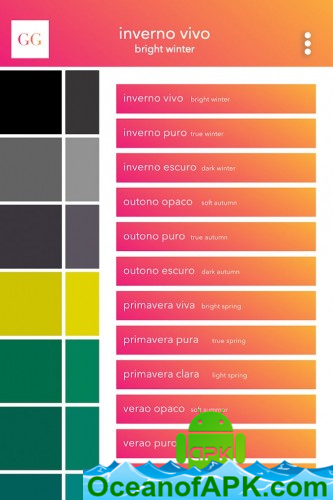 GG
inverno vivo
bright winter
inverno vivo bright winter
inverno puro true winter
inverno escuro dark winter
outono opaco soft autumn
outono puro true autumn
outono escuro dark autumn
primavera viva bright spring
primavera pura true spring
primavera clara light spring
verao opaco soft summer
verao puro
APK
OceanofAPK.com